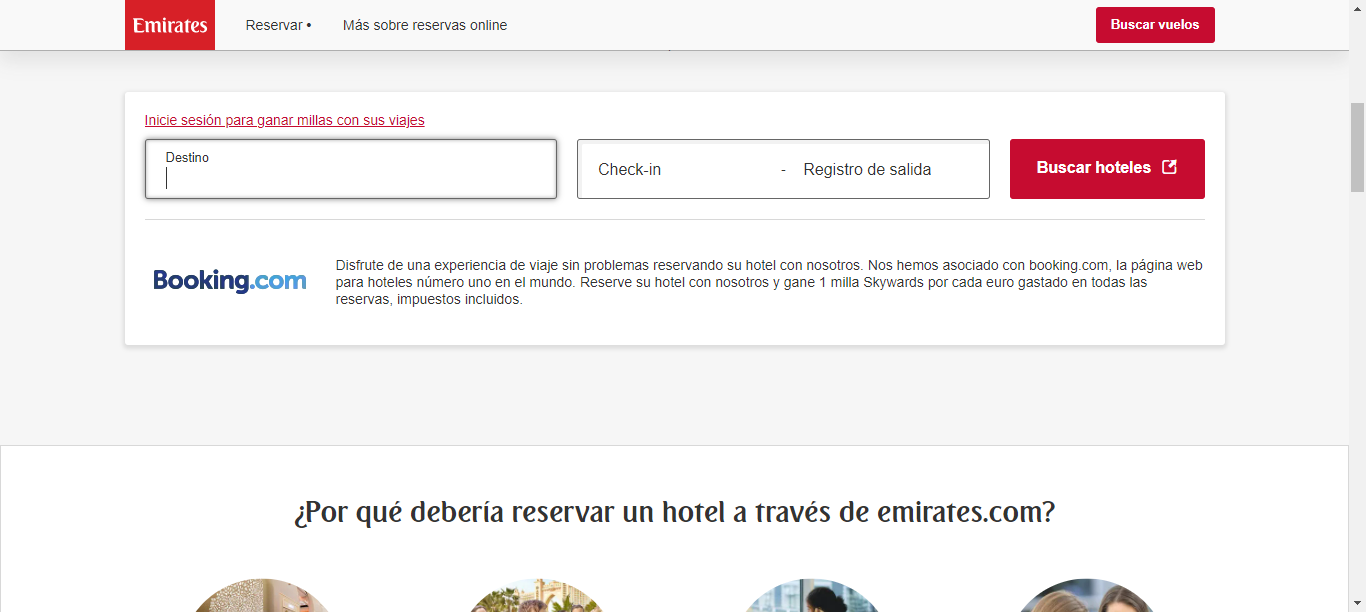 Emirates
Reservar •
Más sobre reservas online
Buscar vuelos
Inicie sesión para ganar millas con sus viajes
Destino
Check-in - Registro de salida
Buscar hoteles
Booking.com
Disfrute de una experiencia de viaje sin problemas reservando su hotel con nosotros. Nos hemos asociado con booking.com, la página web
para hoteles número uno en el mundo. Reserve su hotel con nosotros y gane 1 milla Skywards por cada euro gastado en todas las
reservas, impuestos incluidos.
¿Por qué debería reservar un hotel a través de emirates.com?